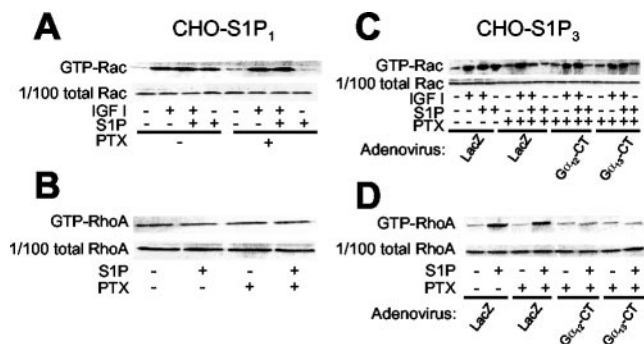 A
CHO-S1P₁
GTP-Rac
1/100 total Rac
IGF I - + + - - + + -
S1P - - + + - - + +
PTX - +
B
GTP-RhoA
1/100 total RhoA
S1P - + - +
PTX - - + +
C
CHO-S1P₃
GTP-Rac
1/100 total Rac
IGF I - + + - - + + - - + + - - + + -
S1P - - + + - - + + - - + + - - + +
PTX - - - - + + + + + + + + + + + +
Adenovirus: LacZ LacZ Gα₁₂-CT Gα₁₃-CT
D
GTP-RhoA
1/100 total RhoA
S1P - + - + - + - +
PTX - - + + + + + +
Adenovirus: LacZ LacZ Gα₁₂-CT Gα₁₃-CT